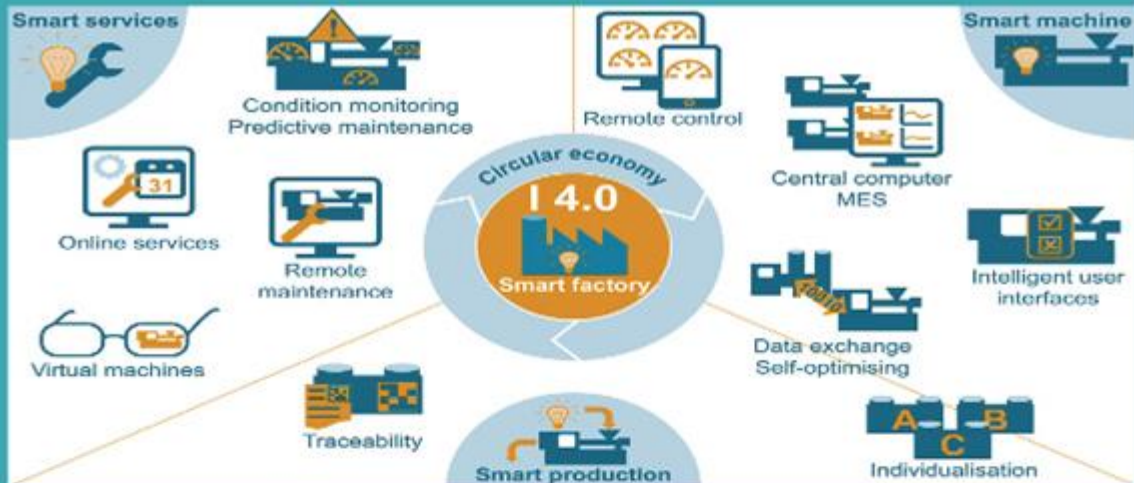 Smart services
Condition monitoring
Predictive maintenance
Online services
31
Remote
maintenance
Virtual machines
Remote control
Smart machine
Central computer
MES
Intelligent user
interfaces
Data exchange
Self-optimising
Circular economy
I 4.0
Smart factory
Traceability
Smart production
A
B
C
Individualisation